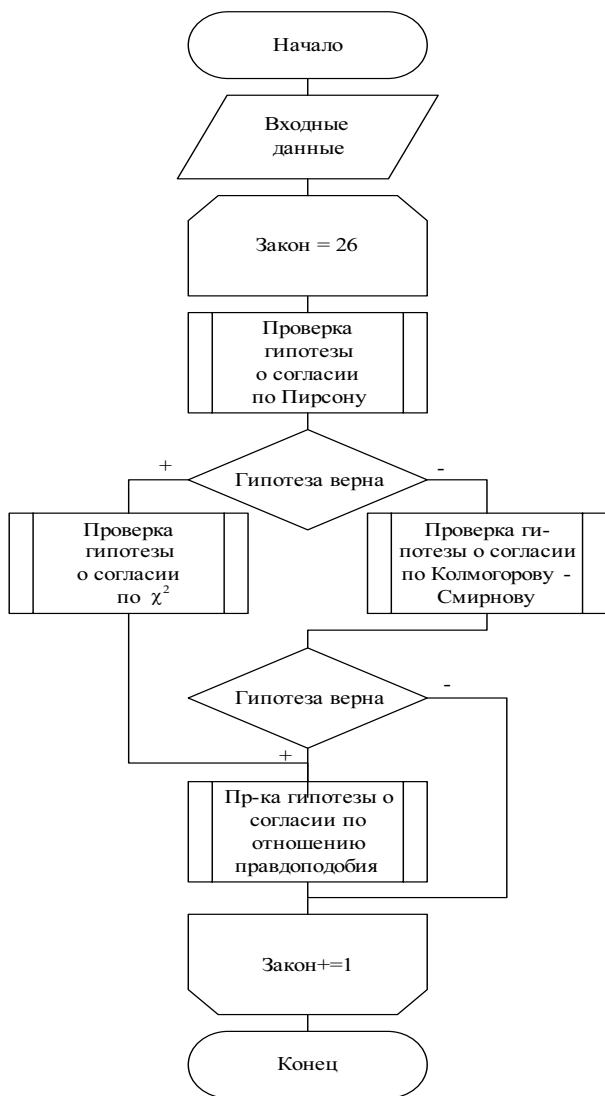 Начало
Входные
данные
Закон = 26
Проверка
гипотезы
о согласии
по Пирсону
+
Гипотеза верна
-
Проверка
гипотезы
о согласии
по χ²
Проверка ги-
потезы о согласии
по Колмогорову -
Смирнову
Гипотеза верна
-
+
Пр-ка гипотезы о
согласии по
отношению
правдоподобия
Закон+=1
Конец